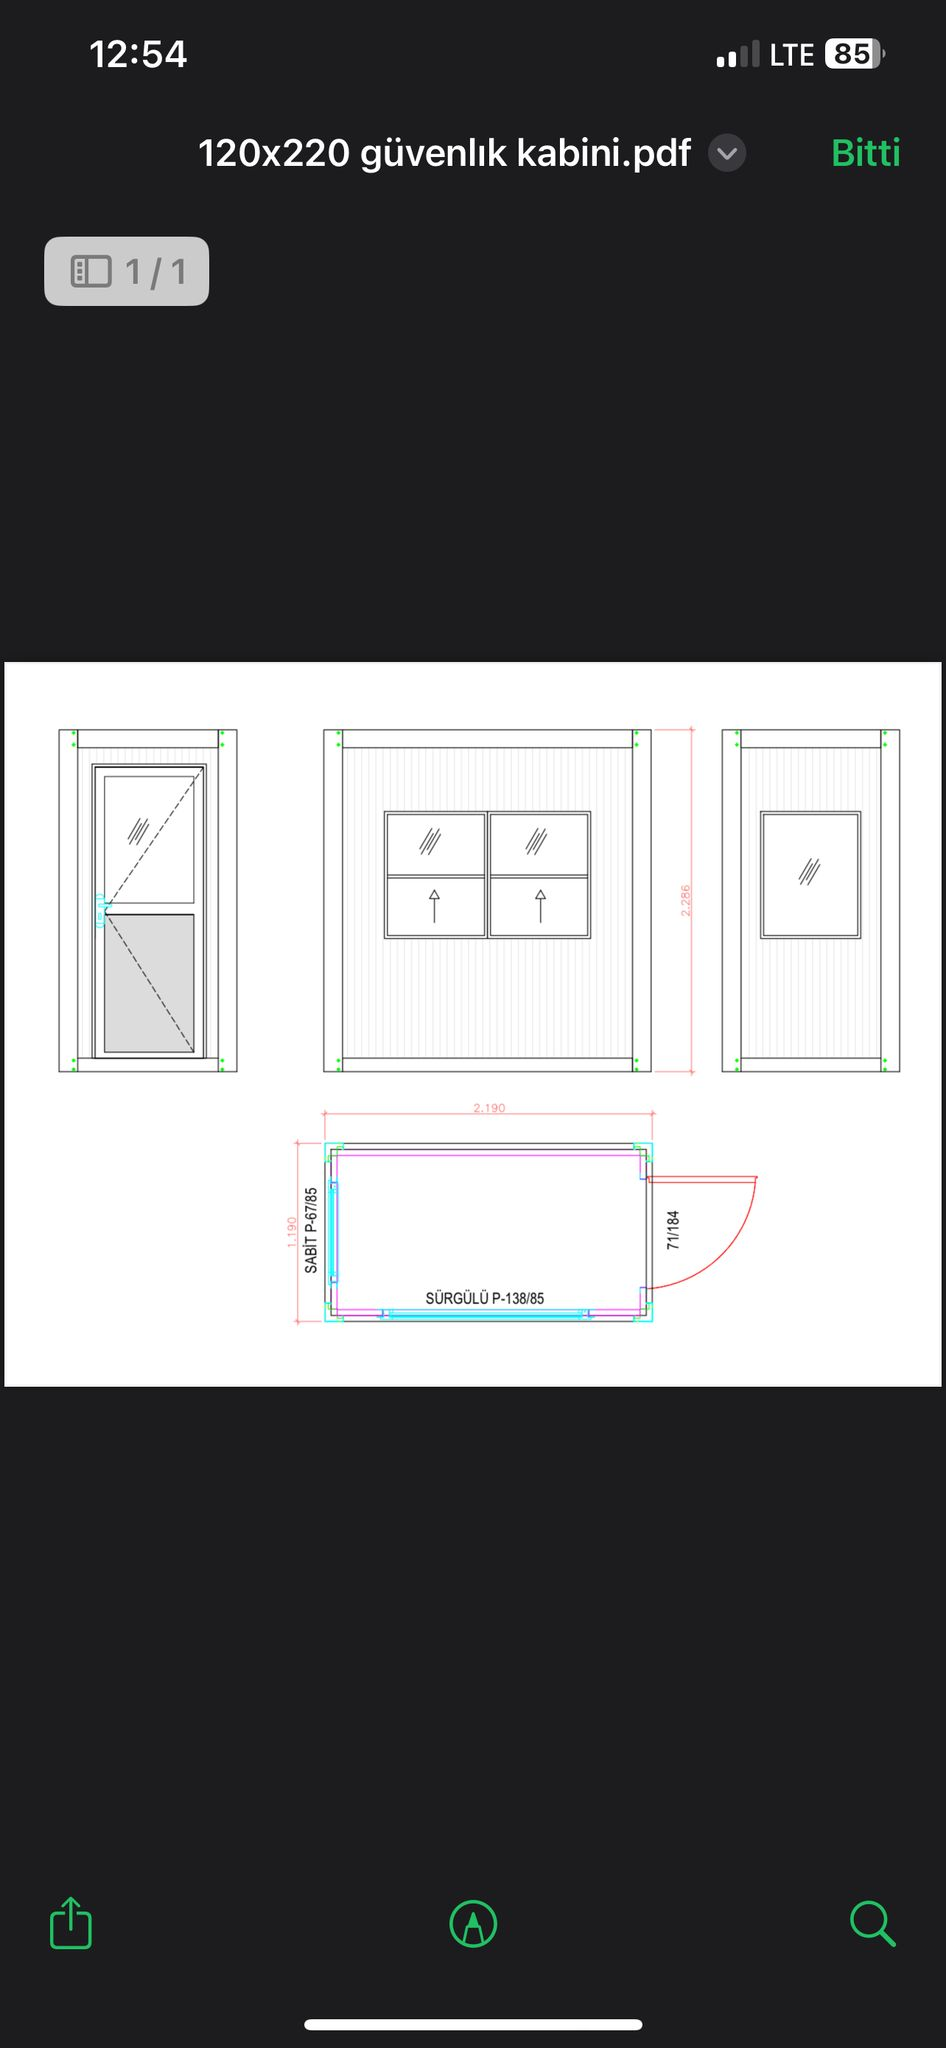 12:54
LTE 85
120x220 güvenlık kabini.pdf
Bitti
1 / 1
2.286
2.190
1.190
SABİT P-67/85
71/184
SÜRGÜLÜ P-138/85